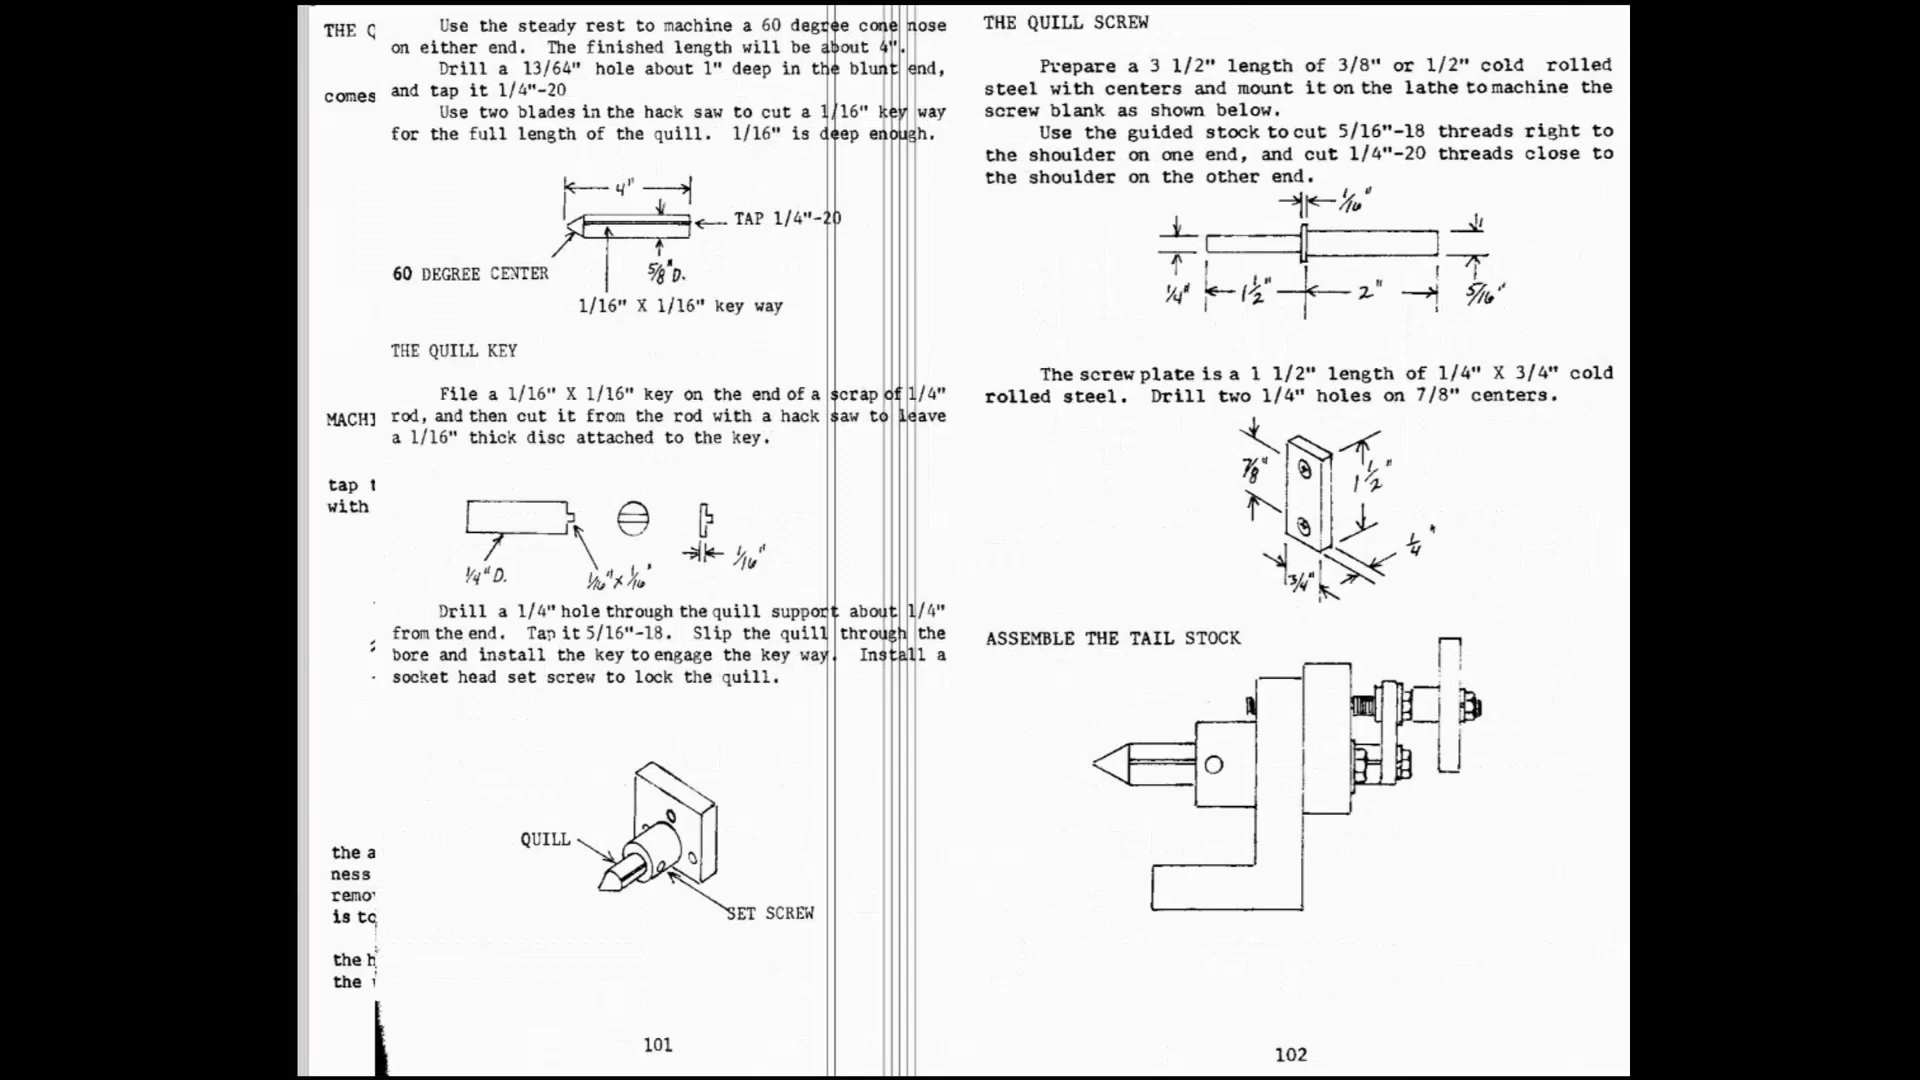 THE Q
comes
MACHI
tap t
with
the a
ness
remo
is to
the h
the
Use the steady rest to machine a 60 degree cone nose
on either end. The finished length will be about 4".
Drill a 13/64" hole about 1" deep in the blunt end,
and tap it 1/4"-20
Use two blades in the hack saw to cut a 1/16" key way
for the full length of the quill. 1/16" is deep enough.
4"
TAP 1/4"-20
60 DEGREE CENTER
5/8" D.
1/16" X 1/16" key way
THE QUILL KEY
File a 1/16" X 1/16" key on the end of a scrap of 1/4"
rod, and then cut it from the rod with a hack saw to leave
a 1/16" thick disc attached to the key.
1/16"
1/4" D.
1/16" x 1/16"
Drill a 1/4" hole through the quill support about 1/4"
from the end. Tap it 5/16"-18. Slip the quill through the
bore and install the key to engage the key way. Install a
socket head set screw to lock the quill.
QUILL
SET SCREW
101
THE QUILL SCREW
Prepare a 3 1/2" length of 3/8" or 1/2" cold rolled
steel with centers and mount it on the lathe to machine the
screw blank as shown below.
Use the guided stock to cut 5/16"-18 threads right to
the shoulder on one end, and cut 1/4"-20 threads close to
the shoulder on the other end.
1/16"
1/4" 1 1/2" 2" 5/16"
The screw plate is a 1 1/2" length of 1/4" X 3/4" cold
rolled steel. Drill two 1/4" holes on 7/8" centers.
7/8" 1 1/2"
1/4"
3/4"
ASSEMBLE THE TAIL STOCK
102